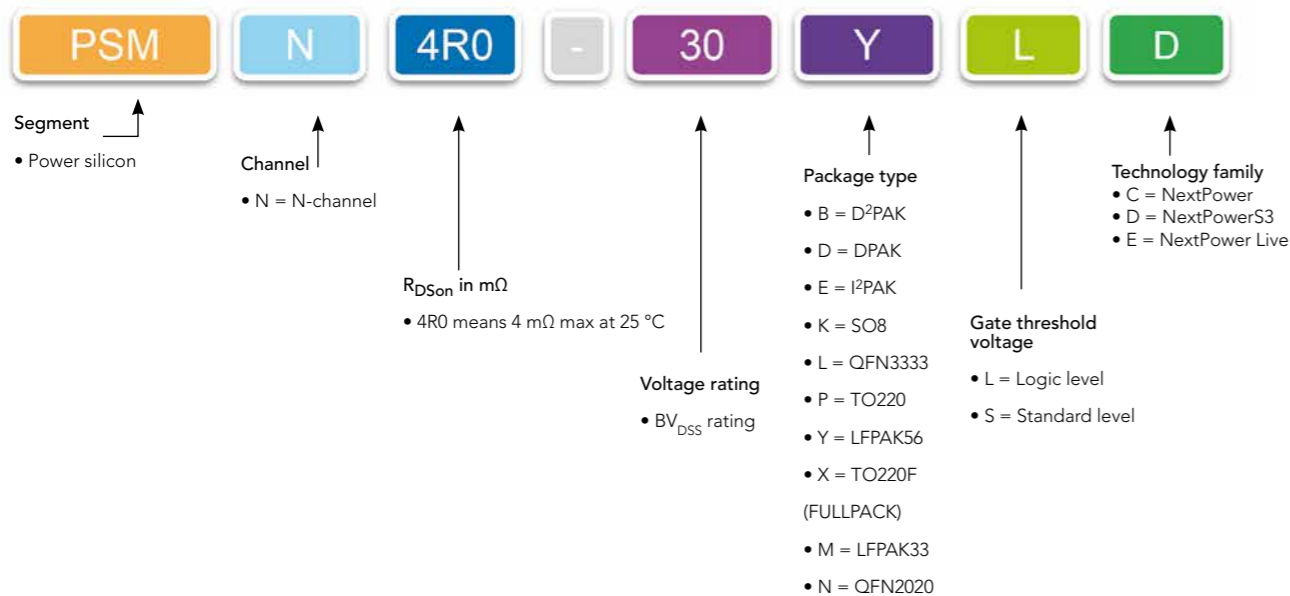 PSM N 4R0 - 30 Y L D
Segment
• Power silicon
Channel
• N = N-channel
RDSon in mΩ
• 4R0 means 4 mΩ max at 25 °C
Voltage rating
• BVDSS rating
Package type
• B = D²PAK
• D = DPAK
• E = I²PAK
• K = SO8
• L = QFN3333
• P = TO220
• Y = LFPAK56
• X = TO220F
(FULLPACK)
• M = LFPAK33
• N = QFN2020
Gate threshold
voltage
• L = Logic level
• S = Standard level
Technology family
• C = NextPower
• D = NextPowerS3
• E = NextPower Live